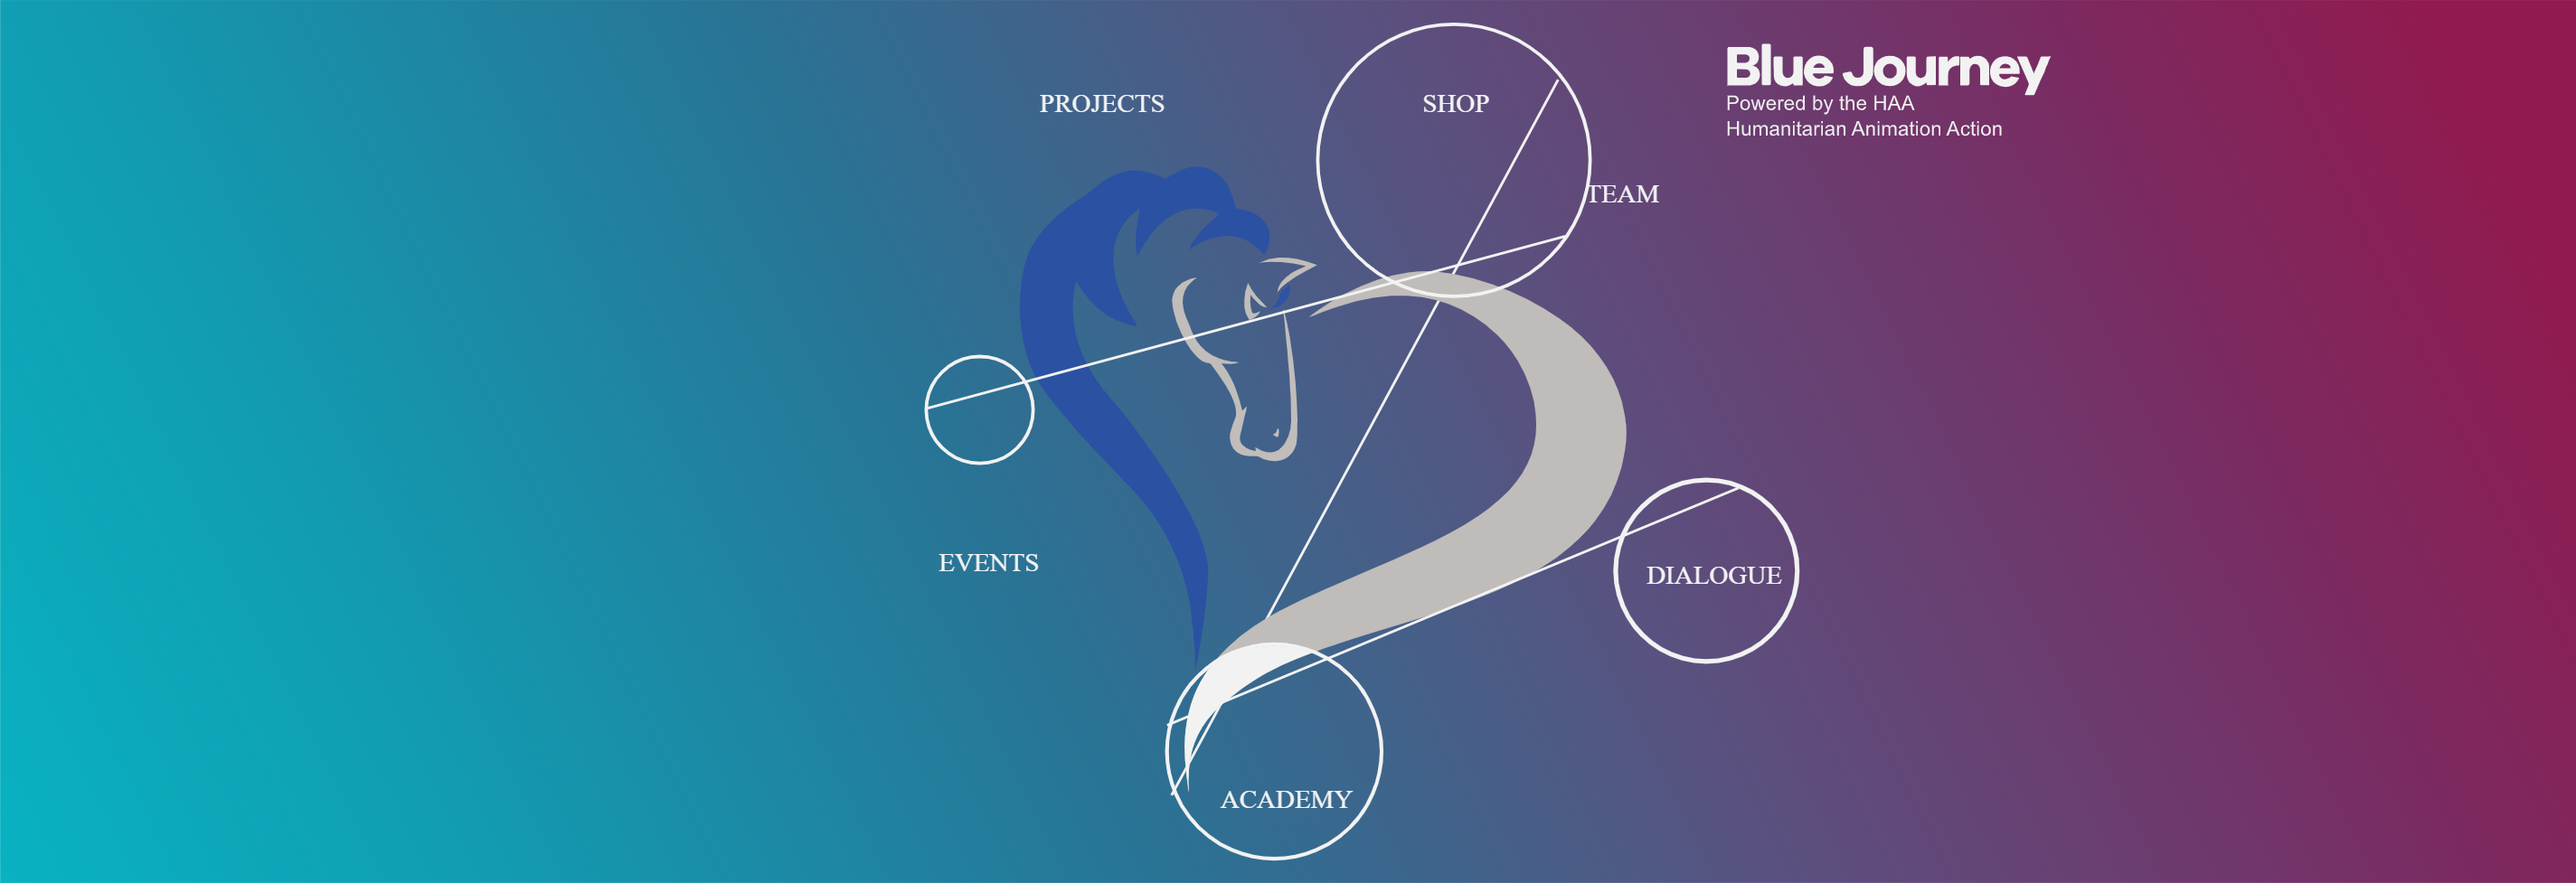 PROJECTS
SHOP
Blue Journey
Powered by the HAA
Humanitarian Animation Action
TEAM
EVENTS
DIALOGUE
ACADEMY